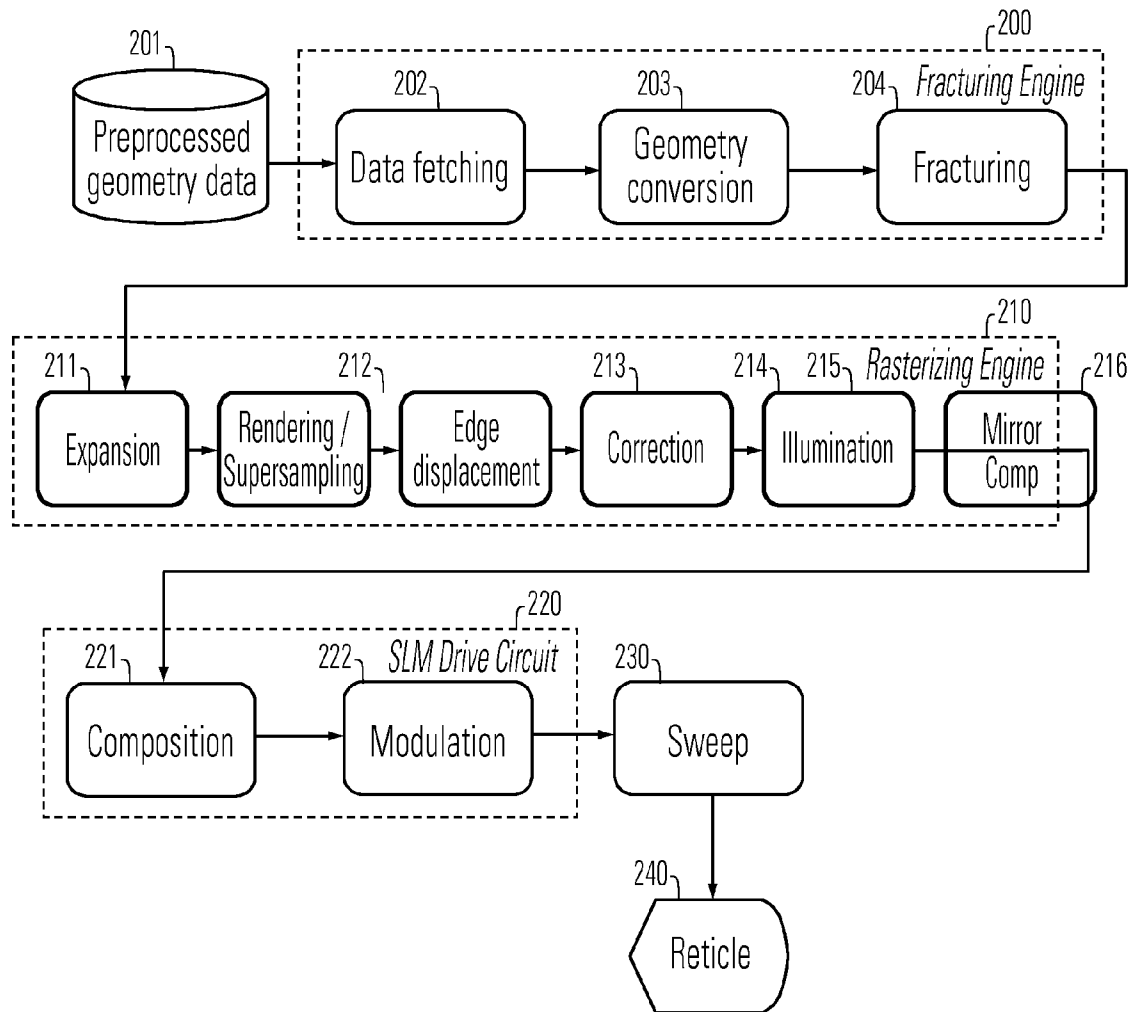 200
201
Fracturing Engine
202
203
204
Preprocessed
geometry data
Data fetching
Geometry
conversion
Fracturing
210
Rasterizing Engine
211
212
213
214
215
216
Expansion
Rendering /
Supersampling
Edge
displacement
Correction
Illumination
Mirror
Comp
220
SLM Drive Circuit
221
222
230
Composition
Modulation
Sweep
240
Reticle